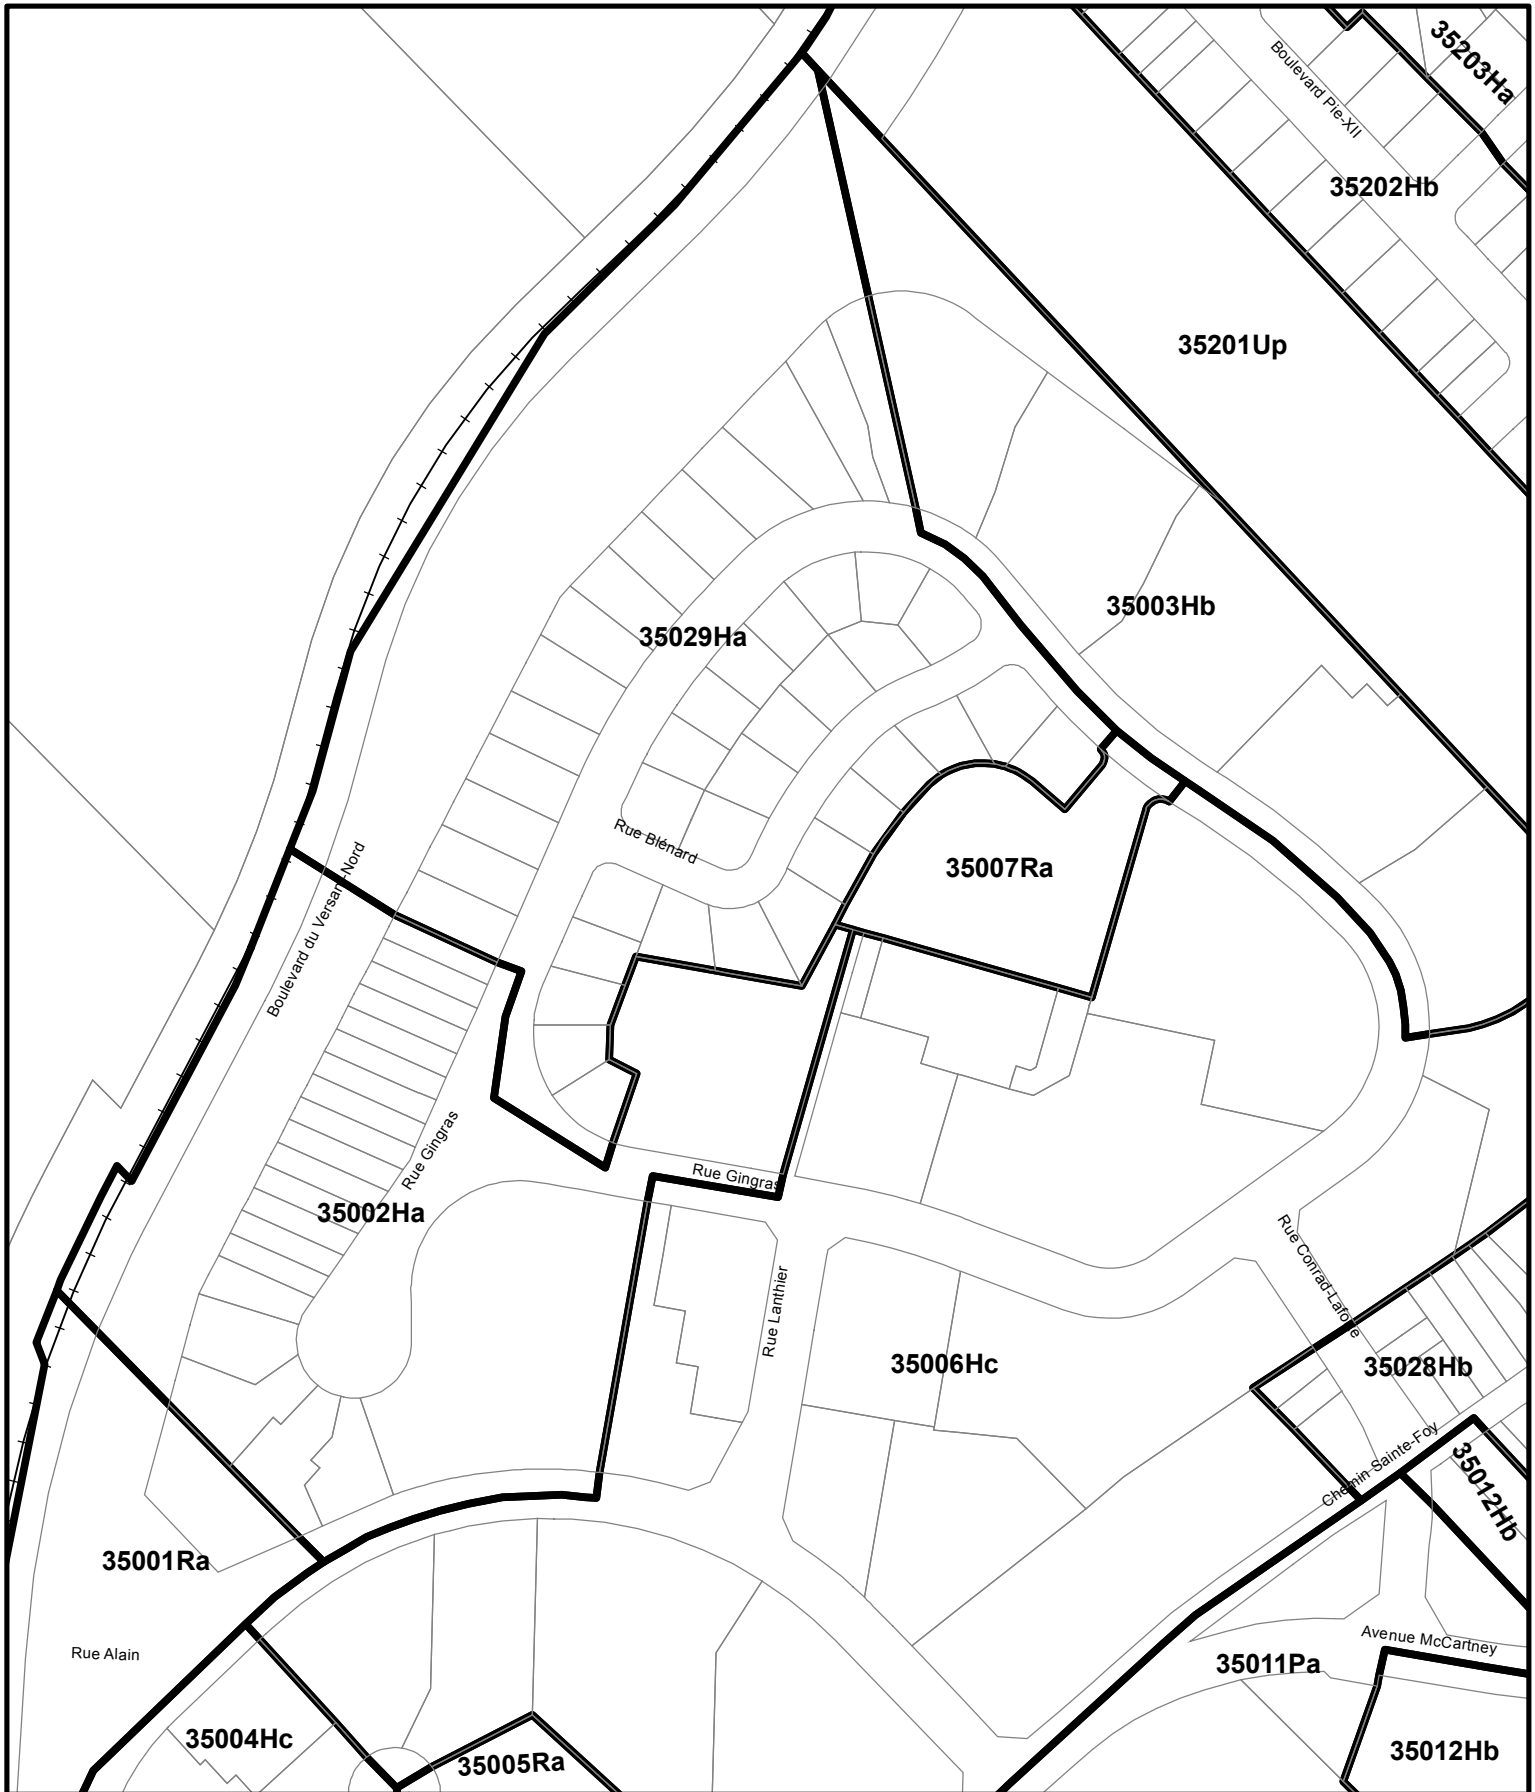 35203Ha
Boulevard Pie-XII
35202Hb
35201Up
35003Hb
35029Ha
Rue Blénard
35007Ra
Boulevard du Versant-Nord
Rue Gingras
Rue Gingras
35002Ha
Rue Lanthier
Rue Conrad-Lafolle
35006Hc
35028Hb
Chemin Sainte-Foy
35012Hb
35001Ra
Avenue McCartney
Rue Alain
35011Pa
35004Hc
35005Ra
35012Hb